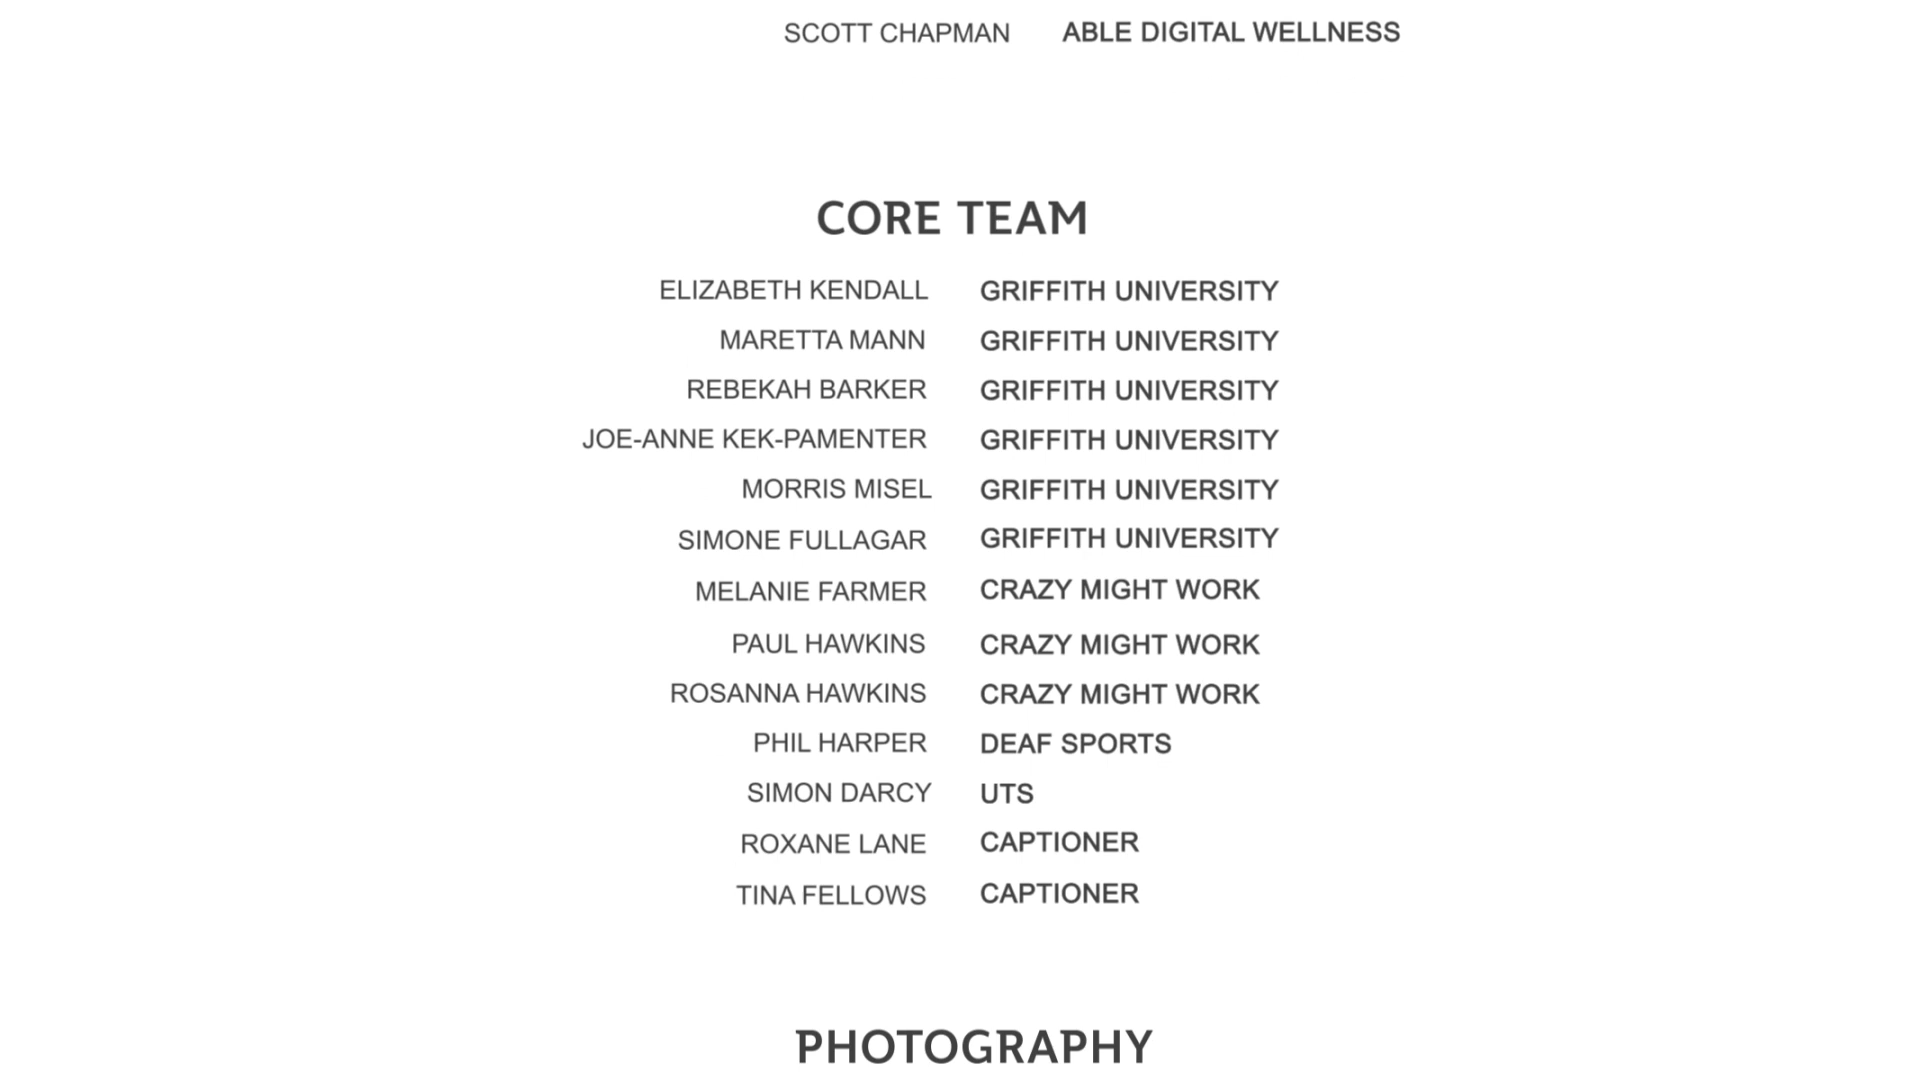 SCOTT CHAPMAN ABLE DIGITAL WELLNESS
CORE TEAM
ELIZABETH KENDALL GRIFFITH UNIVERSITY
MARETTA MANN GRIFFITH UNIVERSITY
REBEKAH BARKER GRIFFITH UNIVERSITY
JOE-ANNE KEK-PAMENTER GRIFFITH UNIVERSITY
MORRIS MISEL GRIFFITH UNIVERSITY
SIMONE FULLAGAR GRIFFITH UNIVERSITY
MELANIE FARMER CRAZY MIGHT WORK
PAUL HAWKINS CRAZY MIGHT WORK
ROSANNA HAWKINS CRAZY MIGHT WORK
PHIL HARPER DEAF SPORTS
SIMON DARCY UTS
ROXANE LANE CAPTIONER
TINA FELLOWS CAPTIONER
PHOTOGRAPHY